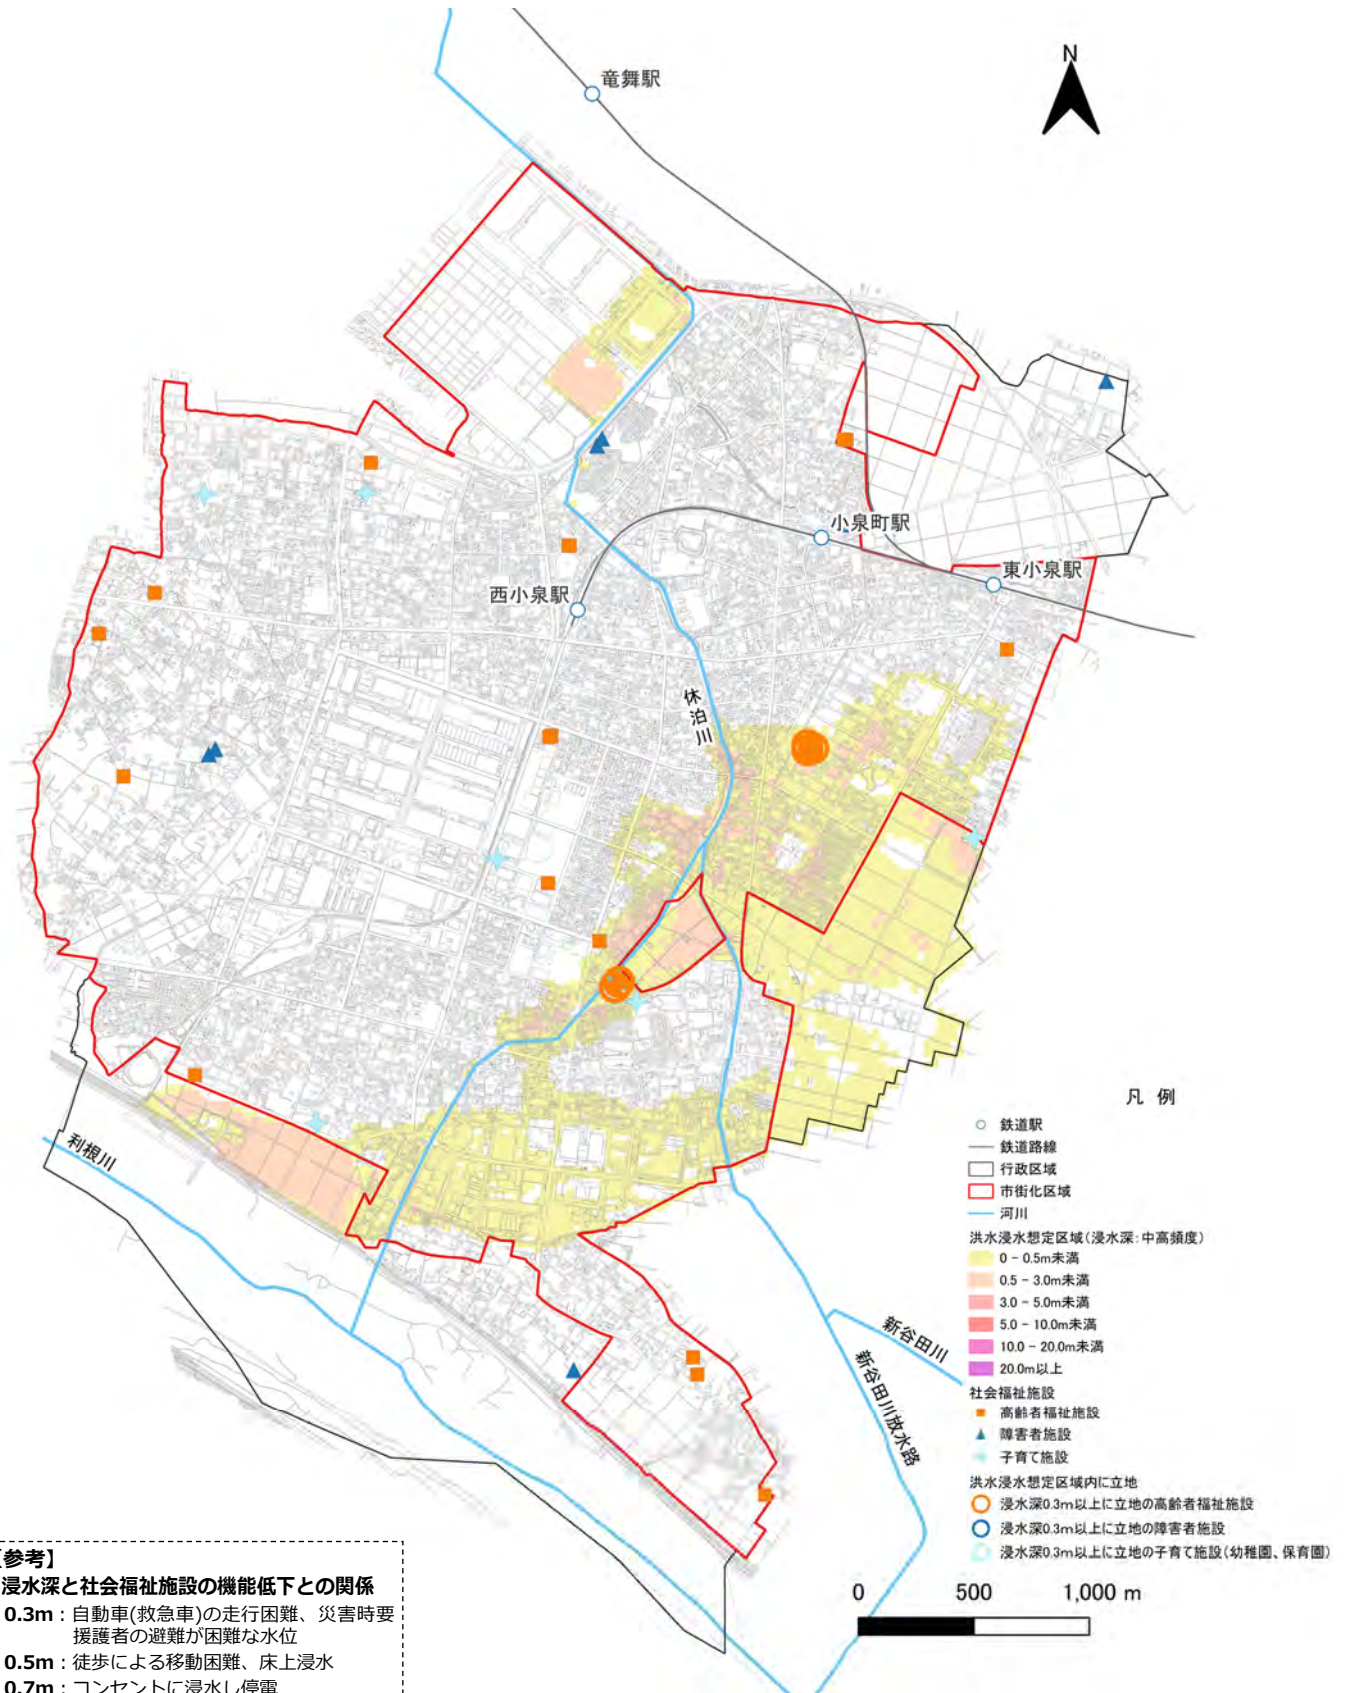 N
竜舞駅
小泉町駅
東小泉駅
西小泉駅
休泊川
利根川
新谷田川
新谷田川放水路
凡 例
鉄道駅
鉄道路線
行政区域
市街化区域
河川
洪水浸水想定区域(浸水深:中高頻度)
0 - 0.5m未満
0.5 - 3.0m未満
3.0 - 5.0m未満
5.0 - 10.0m未満
10.0 - 20.0m未満
20.0m以上
社会福祉施設
高齢者福祉施設
障害者施設
子育て施設
洪水浸水想定区域内に立地
浸水深0.3m以上に立地の高齢者福祉施設
浸水深0.3m以上に立地の障害者施設
浸水深0.3m以上に立地の子育て施設(幼稚園、保育園)
0 500 1,000 m
【参考】
浸水深と社会福祉施設の機能低下との関係
0.3m:自動車(救急車)の走行困難、災害時要
援護者の避難が困難な水位
0.5m:徒歩による移動困難、床上浸水
0.7m:コンセントに浸水し停電